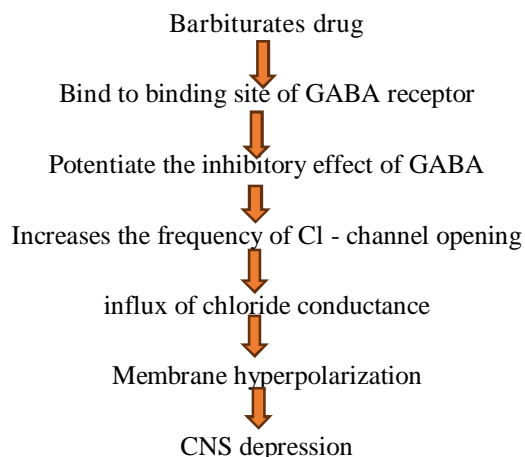 Barbiturates drug
Bind to binding site of GABA receptor
Potentiate the inhibitory effect of GABA
Increases the frequency of Cl - channel opening
influx of chloride conductance
Membrane hyperpolarization
CNS depression